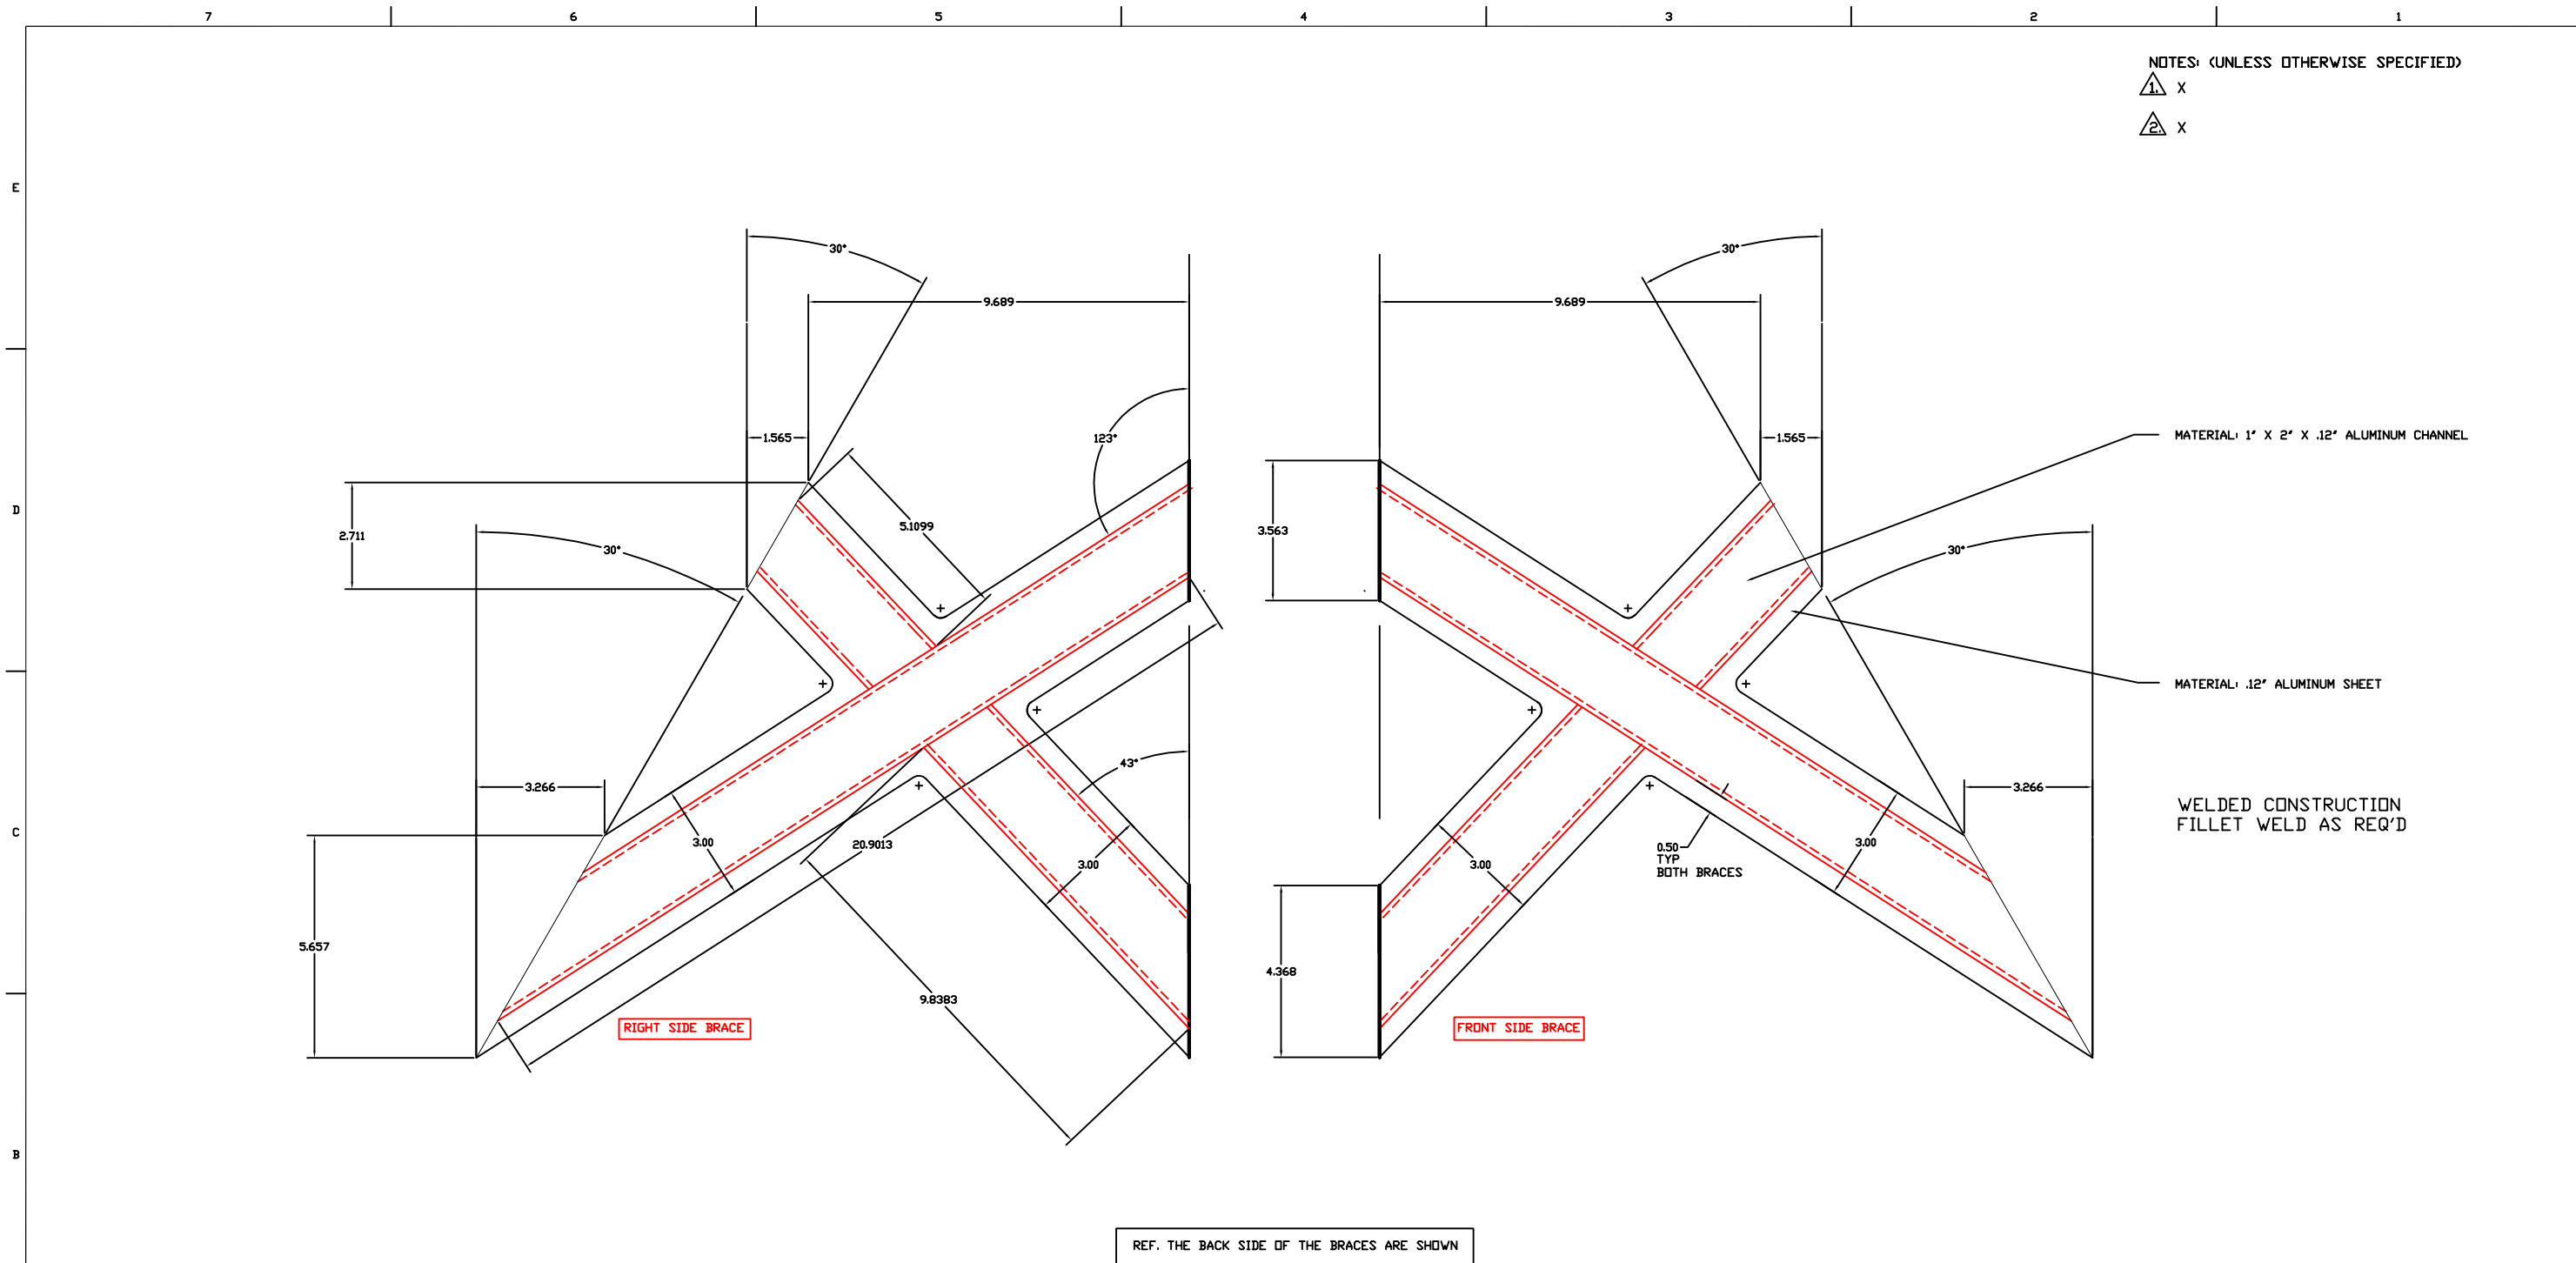 7 6 5 4 3 2 1
NOTES: (UNLESS OTHERWISE SPECIFIED)
1. X
2. X
E
30°
30°
9.689
9.689
123°
1.565
1.565
MATERIAL: 1" X 2" X .12" ALUMINUM CHANNEL
D
5.1099
2.711
3.563
30°
30°
MATERIAL: .12" ALUMINUM SHEET
43°
3.266
3.266
WELDED CONSTRUCTION
FILLET WELD AS REQ'D
C
3.00
20.9013
3.00
3.00
0.50
TYP
BOTH BRACES
3.00
5.657
4.368
9.8383
RIGHT SIDE BRACE
FRONT SIDE BRACE
B
REF. THE BACK SIDE OF THE BRACES ARE SHOWN